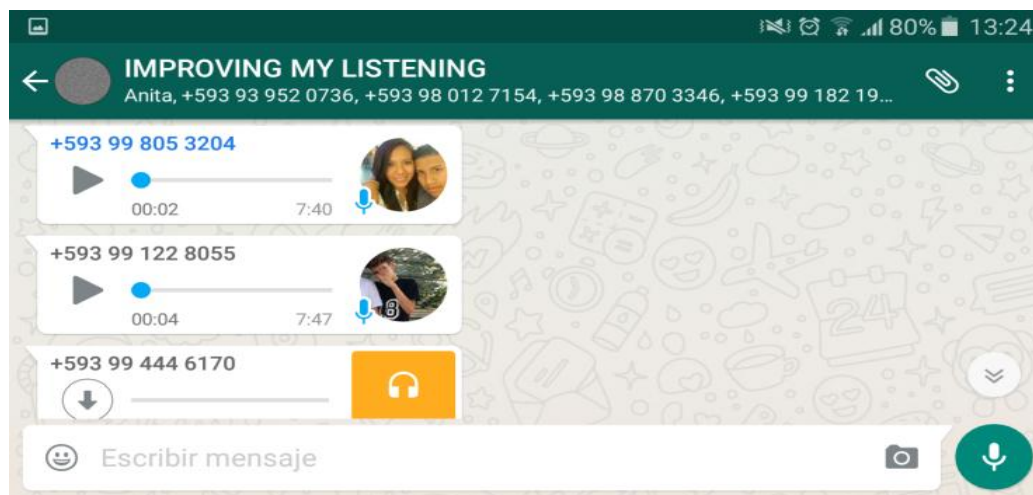 80% 13:24
IMPROVING MY LISTENING
Anita, +593 93 952 0736, +593 98 012 7154, +593 98 870 3346, +593 99 182 19...
+593 99 805 3204
00:02 7:40
+593 99 122 8055
8
00:04 7:47
+593 99 444 6170
24
Escribir mensaje